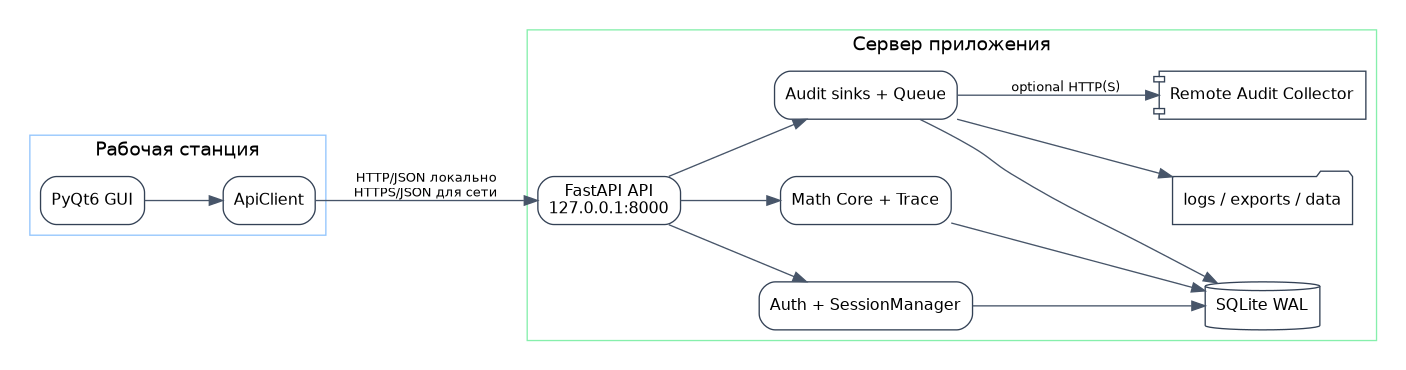 Рабочая станция
PyQt6 GUI
ApiClient
HTTP/JSON локально
HTTPS/JSON для сети
Сервер приложения
FastAPI API
127.0.0.1:8000
Audit sinks + Queue
optional HTTP(S)
Remote Audit Collector
Math Core + Trace
logs / exports / data
Auth + SessionManager
SQLite WAL